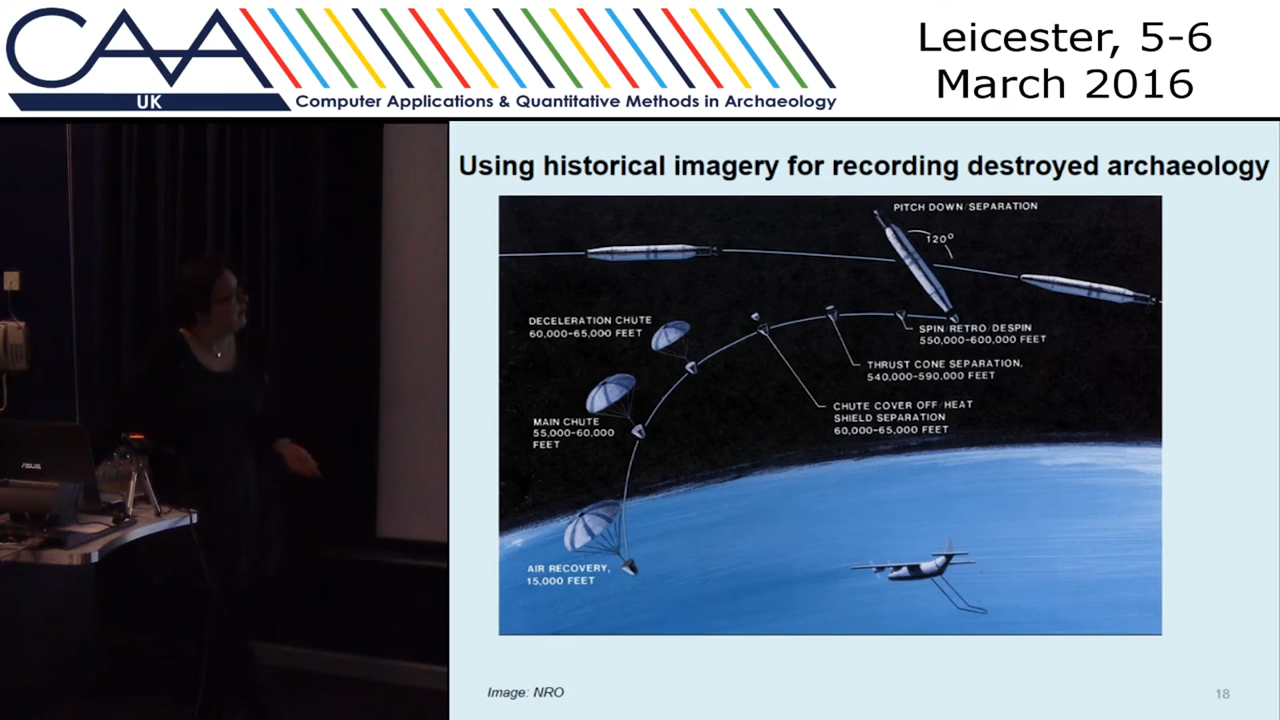 CAA
UK
Computer Applications & Quantitative Methods in Archaeology
Leicester, 5-6
March 2016
Using historical imagery for recording destroyed archaeology
PITCH DOWN/SEPARATION
120°
DECELERATION CHUTE
60,000-65,000 FEET
SPIN/RETRO/DESPIN
550,000-600,000 FEET
THRUST CONE SEPARATION,
540,000-590,000 FEET
CHUTE COVER OFF/HEAT
SHIELD SEPARATION
60,000-65,000 FEET
MAIN CHUTE
55,000-60,000
FEET
AIR RECOVERY,
15,000 FEET
ASUS
Image: NRO
18